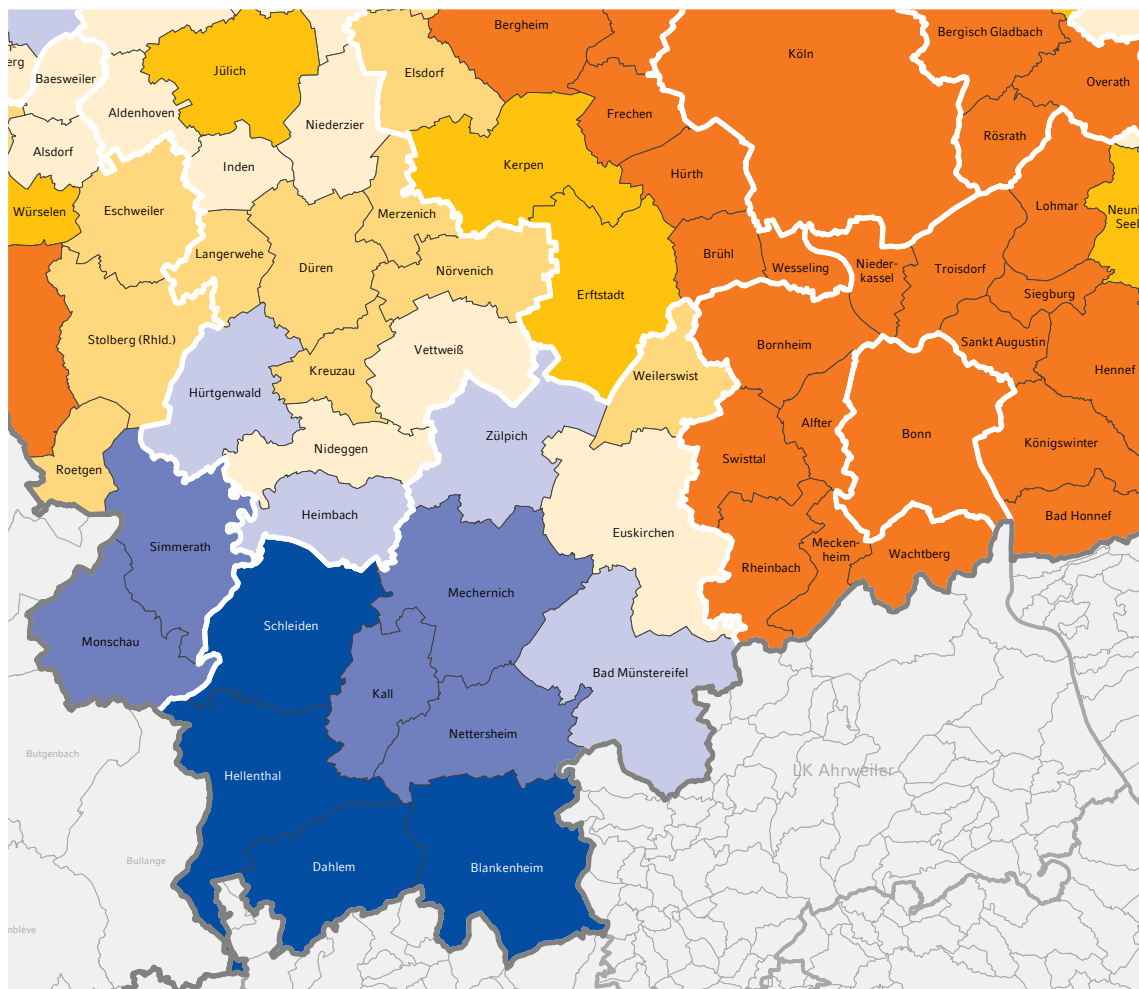 Bergheim
Bergisch Gladbach
Köln
erg
Baesweiler
Jülich
Elsdorf
Overath
Aldenhoven
Niederzier
Frechen
Rösrath
Alsdorf
Inden
Kerpen
Hürth
Würselen
Eschweiler
Merzenich
Lohmar
Langerwehe
Düren
Nörvenich
Brühl
Wesseling
Nieder-
kassel
Troisdorf
Siegburg
Erftstadt
Stolberg (Rhld.)
Vettweiß
Bornheim
Sankt Augustin
Hürtgenwald
Kreuzau
Weilerswist
Hennef
Zülpich
Alfter
Bonn
Nideggen
Swisttal
Königswinter
Roetgen
Heimbach
Bad Honnef
Simmerath
Euskirchen
Mecken-
heim
Wachtberg
Rheinbach
Mechernich
Schleiden
Monschau
Bad Münstereifel
Kall
Nettersheim
Butgenbach
Hellenthal
LK Ahrweiler
Bullange
Dahlem
Blankenheim
nblève